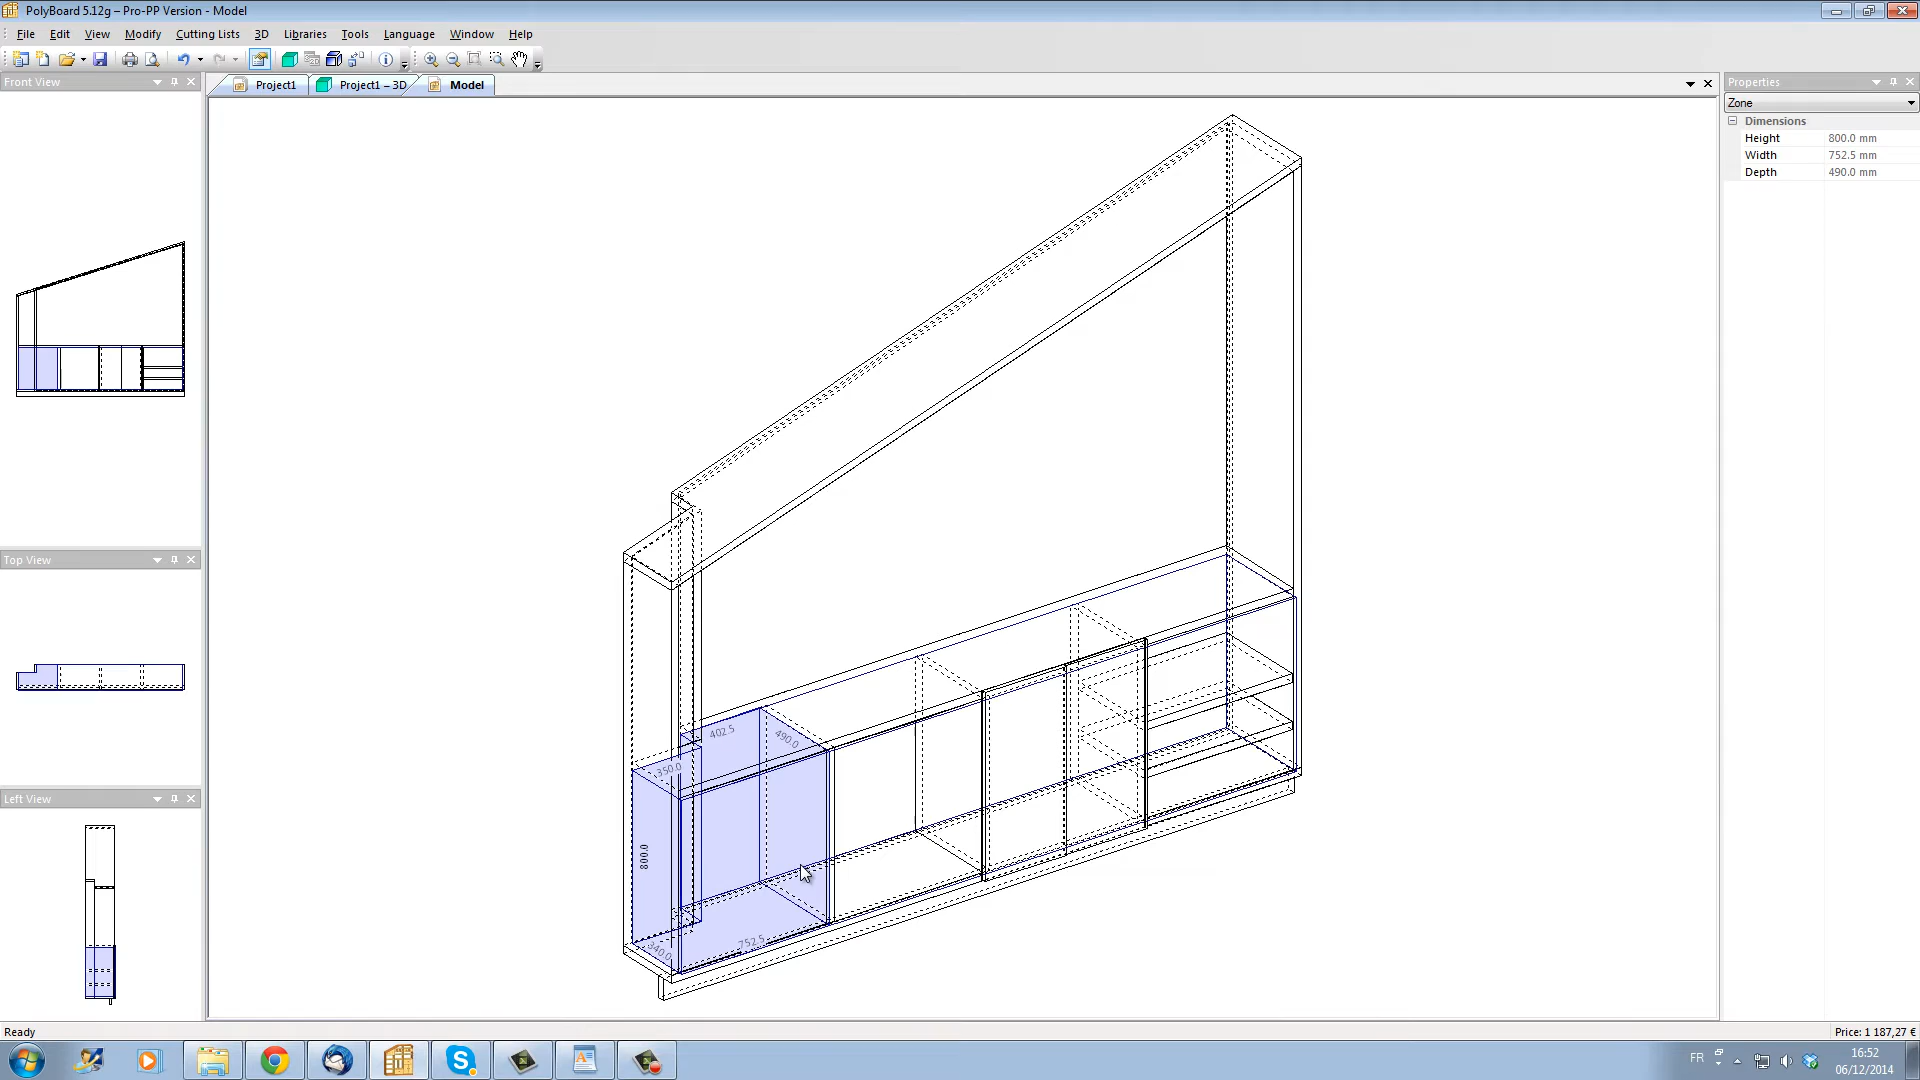 PolyBoard 5.12g – Pro-PP Version - Model
File Edit View Modify Cutting Lists 3D Libraries Tools Language Window Help
Front View
Project1 Project1 – 3D Model
Properties
Zone
Dimensions
Height 800.0 mm
Width 752.5 mm
Depth 490.0 mm
Top View
402.5
490.0
350.0
Left View
800.0
340.0
752.5
Ready
Price: 1 187,27 €
FR
16:52
06/12/2014